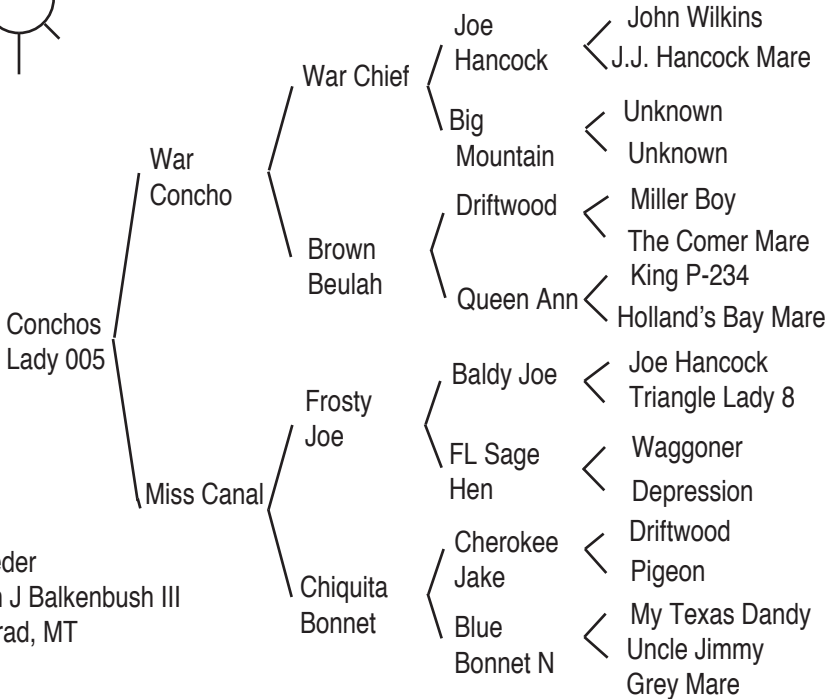 Joe
Hancock
John Wilkins
J.J. Hancock Mare
War Chief
Big
Mountain
Unknown
Unknown
War
Concho
Driftwood
Miller Boy
The Comer Mare
Brown
Beulah
Queen Ann
King P-234
Holland's Bay Mare
Conchos
Lady 005
Baldy Joe
Joe Hancock
Triangle Lady 8
Frosty
Joe
FL Sage
Hen
Waggoner
Depression
Miss Canal
Cherokee
Jake
Driftwood
Pigeon
Chiquita
Bonnet
Blue
Bonnet N
My Texas Dandy
Uncle Jimmy
Grey Mare
J Balkenbush III
MT